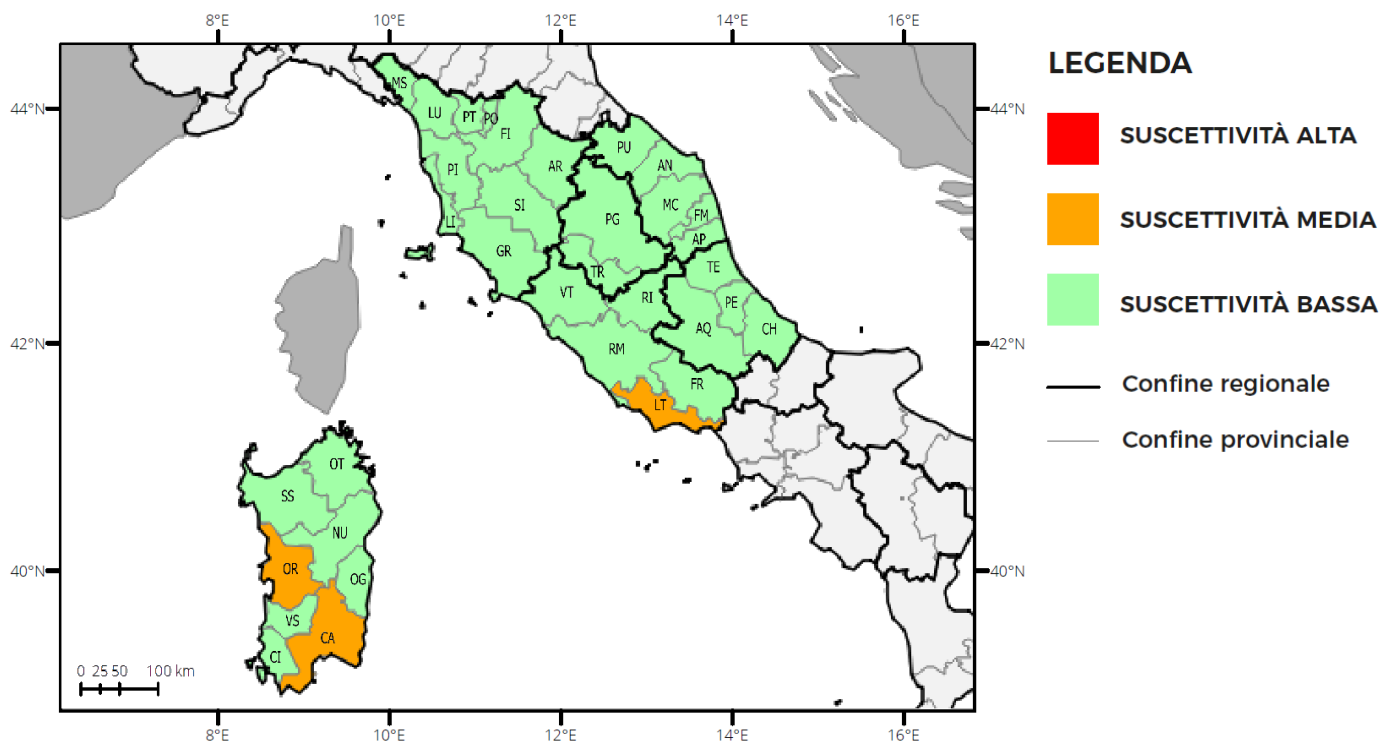 8°E 10°E 12°E 14°E 16°E
LEGENDA
44°N 44°N
SUSCETTIVITÀ ALTA
SUSCETTIVITÀ MEDIA
SUSCETTIVITÀ BASSA
42°N 42°N
Confine regionale
Confine provinciale
40°N 40°N
MS
LU PT PO
FI
PU
AR AN
PI
SI PG MC FM
LI
AP
GR
TR TE
VT RI PE
AQ CH
RM
FR
LT
OT
SS
NU
OR
OG
VS
CA
CI
0 25 50 100 km
8°E 10°E 12°E 14°E 16°E